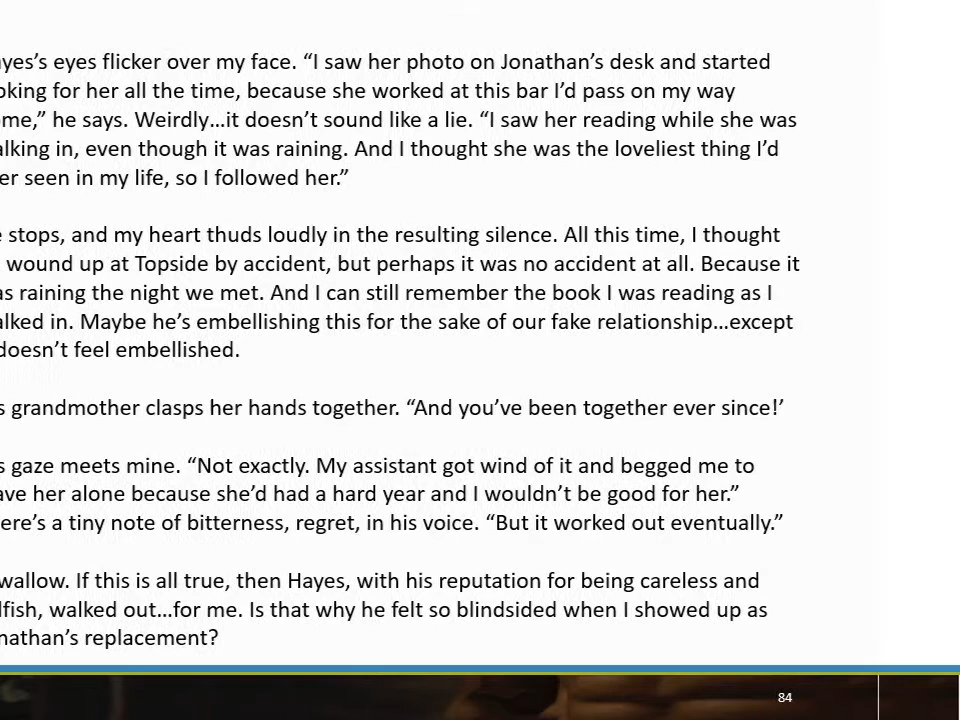 yes’s eyes flicker over my face. “I saw her photo on Jonathan’s desk and started
oking for her all the time, because she worked at this bar I’d pass on my way
me,” he says. Weirdly…it doesn’t sound like a lie. “I saw her reading while she was
alking in, even though it was raining. And I thought she was the loveliest thing I’d
er seen in my life, so I followed her.”
e stops, and my heart thuds loudly in the resulting silence. All this time, I thought
wound up at Topside by accident, but perhaps it was no accident at all. Because it
as raining the night we met. And I can still remember the book I was reading as I
alked in. Maybe he’s embellishing this for the sake of our fake relationship…except
doesn’t feel embellished.
s grandmother clasps her hands together. “And you’ve been together ever since!’
s gaze meets mine. “Not exactly. My assistant got wind of it and begged me to
ave her alone because she’d had a hard year and I wouldn’t be good for her.”
ere’s a tiny note of bitterness, regret, in his voice. “But it worked out eventually.”
wallow. If this is all true, then Hayes, with his reputation for being careless and
lfish, walked out…for me. Is that why he felt so blindsided when I showed up as
nathan’s replacement?
84